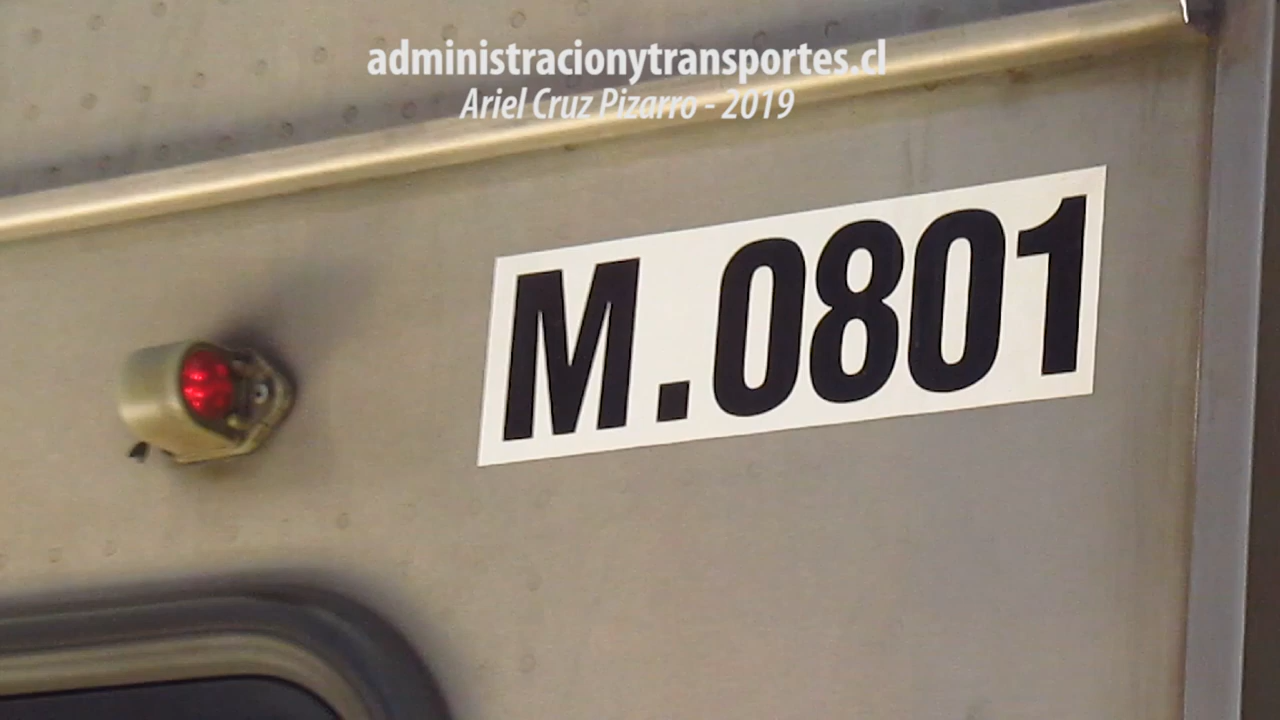 administracionytransportes.cl
Ariel Cruz Pizarro - 2019
M.0801